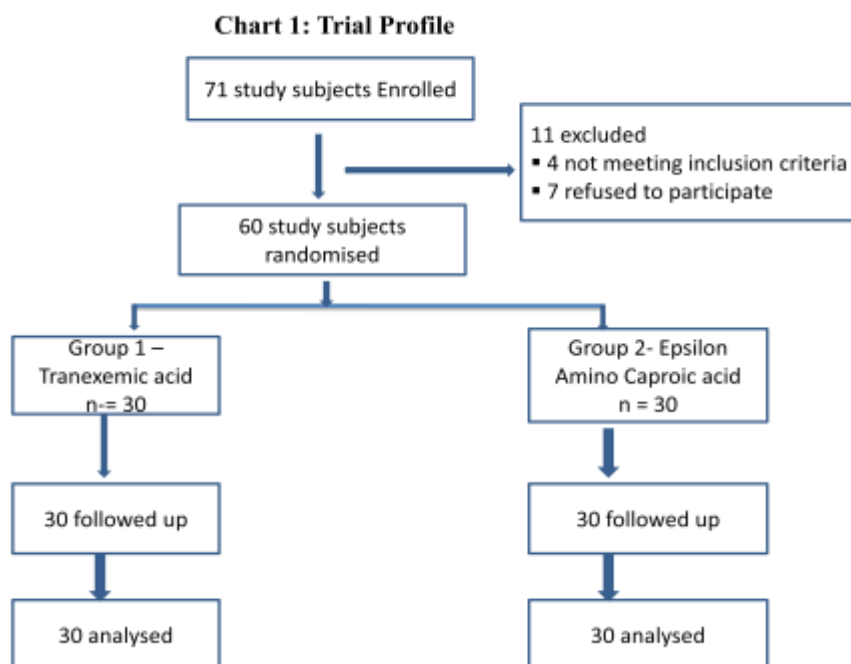 Chart 1: Trial Profile
71 study subjects Enrolled
11 excluded
▪ 4 not meeting inclusion criteria
▪ 7 refused to participate
60 study subjects
randomised
Group 1 –
Tranexemic acid
n-= 30
Group 2- Epsilon
Amino Caproic acid
n = 30
30 followed up
30 followed up
30 analysed
30 analysed